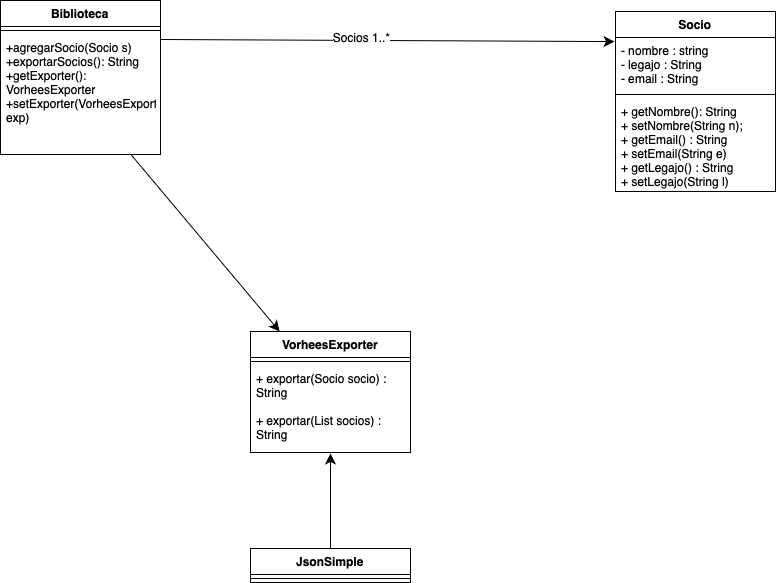 Biblioteca
+agregarSocio(Socio s)
+exportarSocios(): String
+getExporter():
VorheesExporter
+setExporter(VorheesExport
exp)
Socios 1..*
Socio
- nombre : string
- legajo : String
- email : String
+ getNombre(): String
+ setNombre(String n);
+ getEmail() : String
+ setEmail(String e)
+ getLegajo() : String
+ setLegajo(String l)
VorheesExporter
+ exportar(Socio socio) :
String
+ exportar(List socios) :
String
JsonSimple